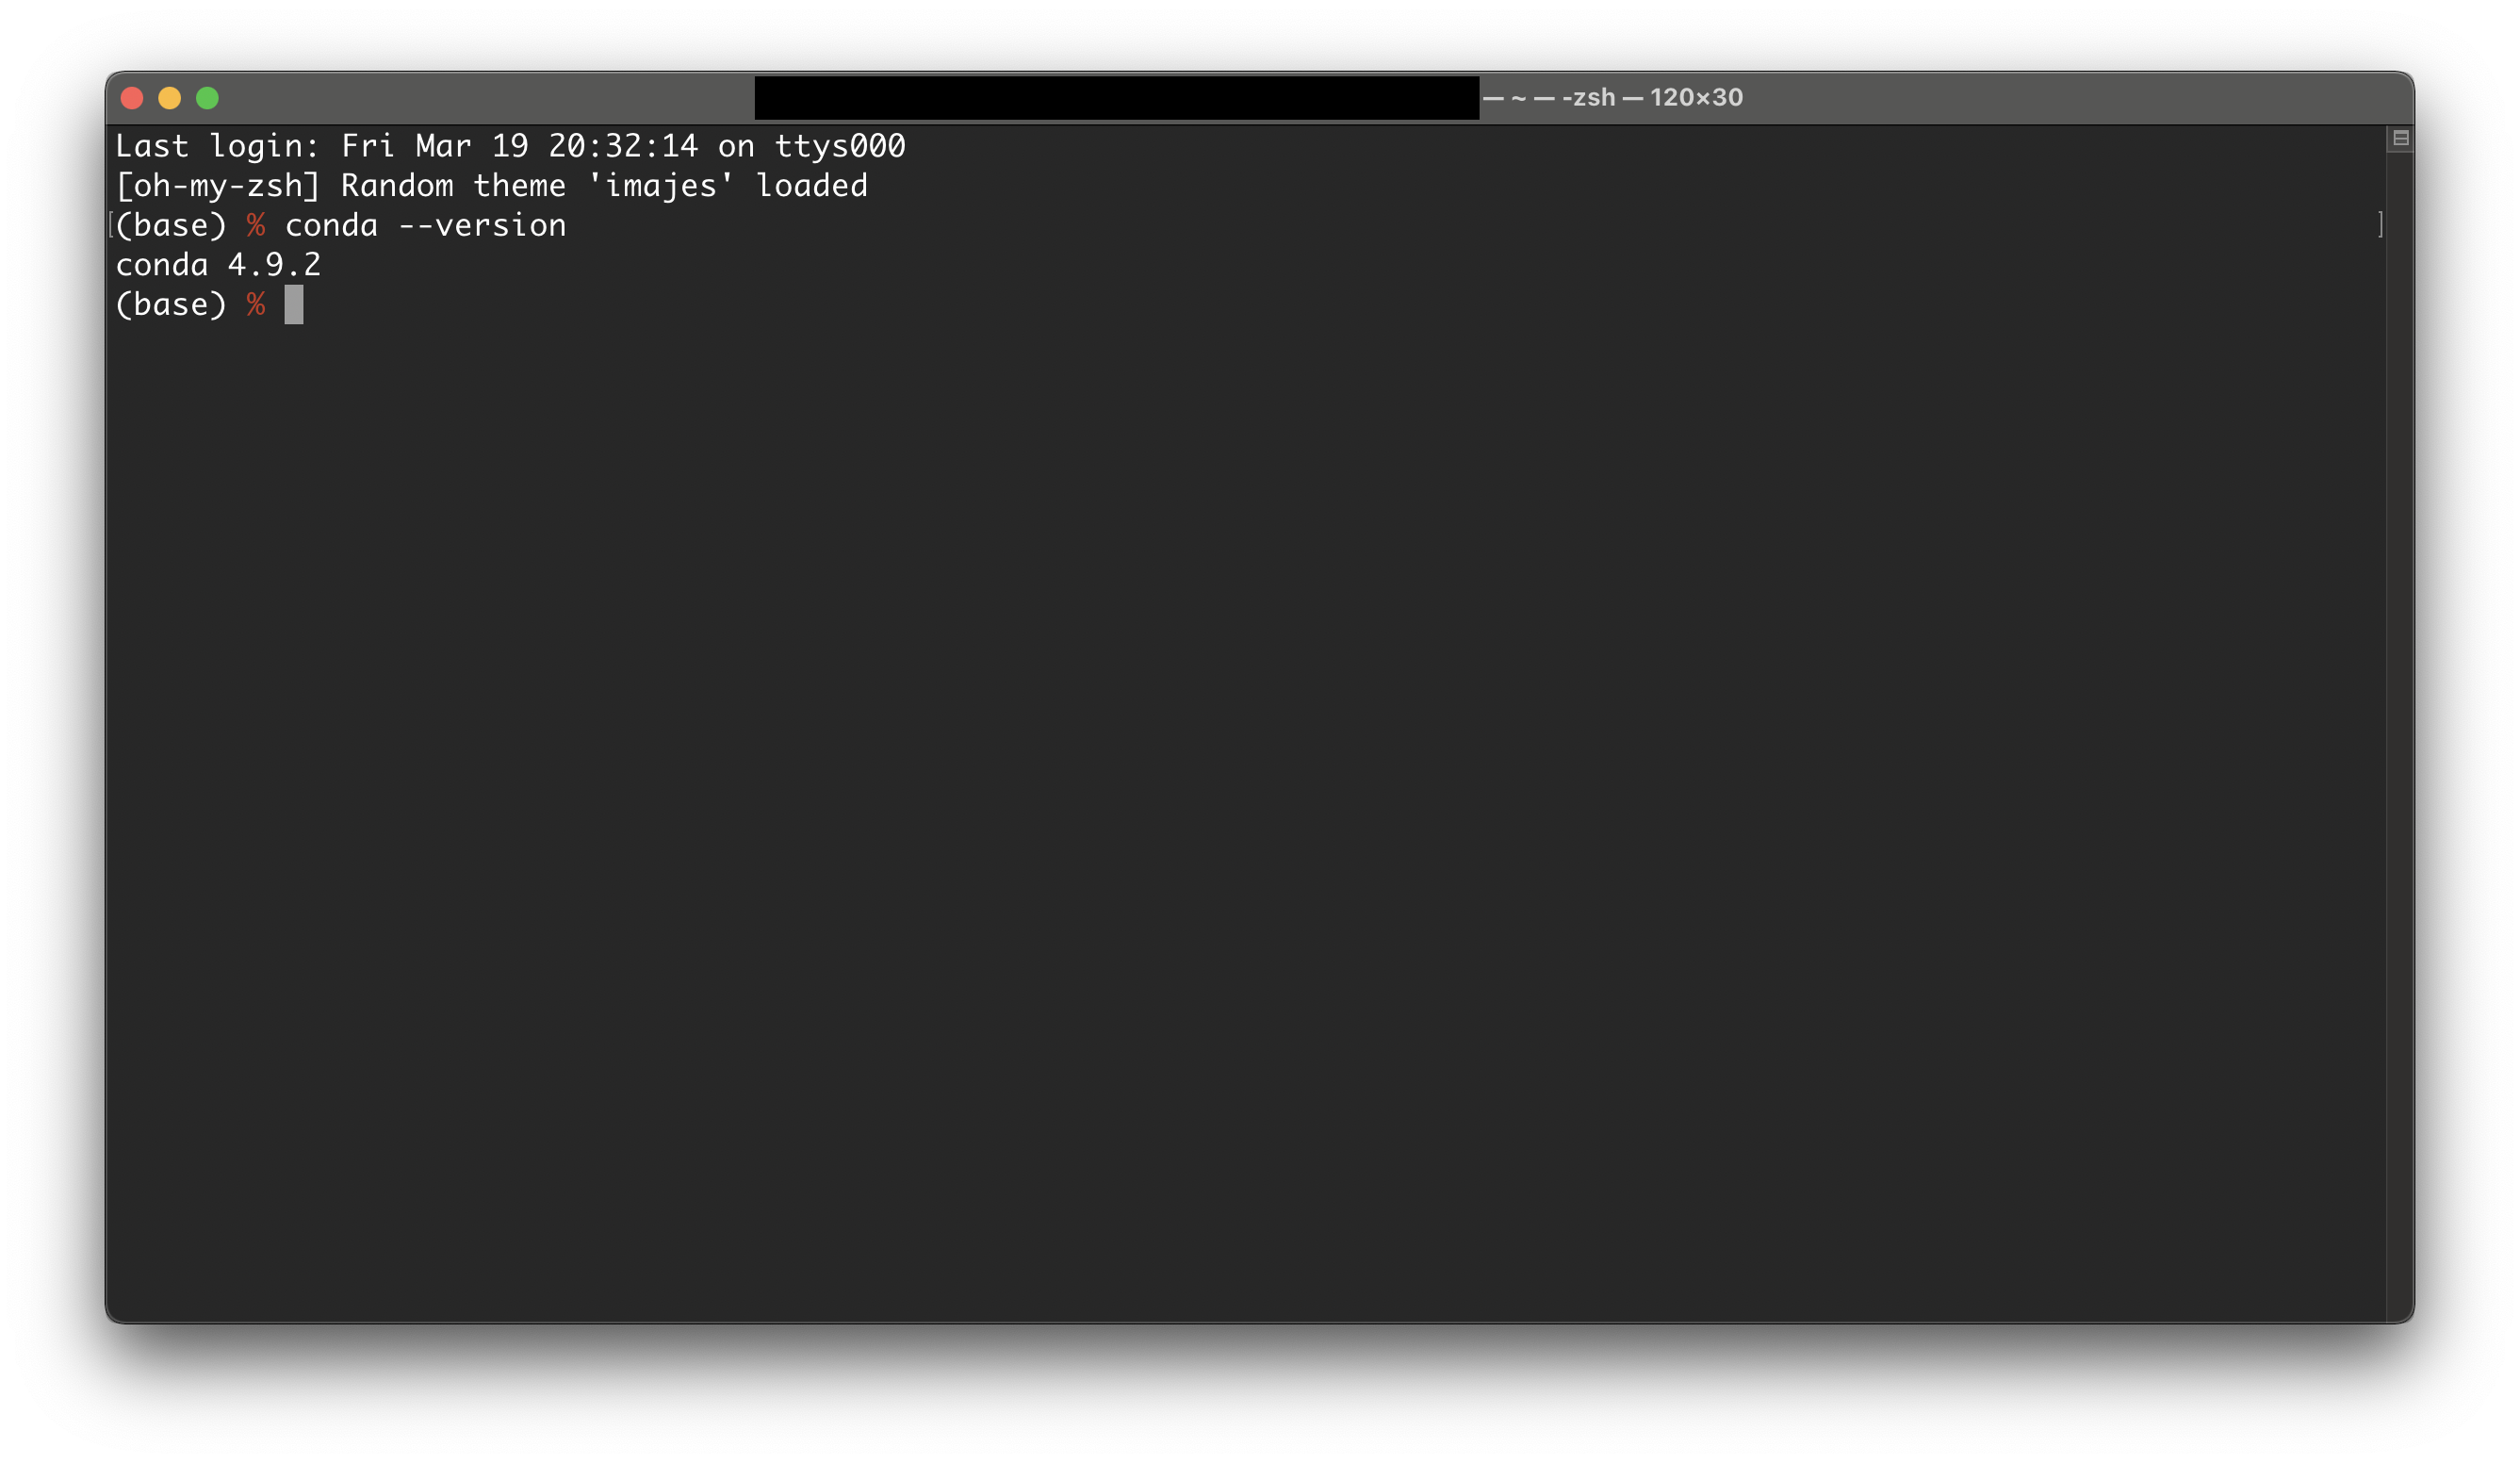 — ~ — -zsh — 120×30
Last login: Fri Mar 19 20:32:14 on ttys000
[oh-my-zsh] Random theme 'imajes' loaded
[(base) % conda --version ]
conda 4.9.2
(base) %